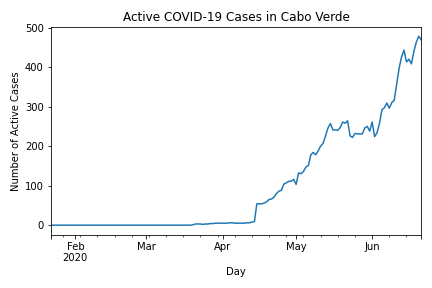 Active COVID-19 Cases in Cabo Verde
Number of Active Cases
500
400
300
200
100
0
Feb Mar Apr May Jun
2020
Day